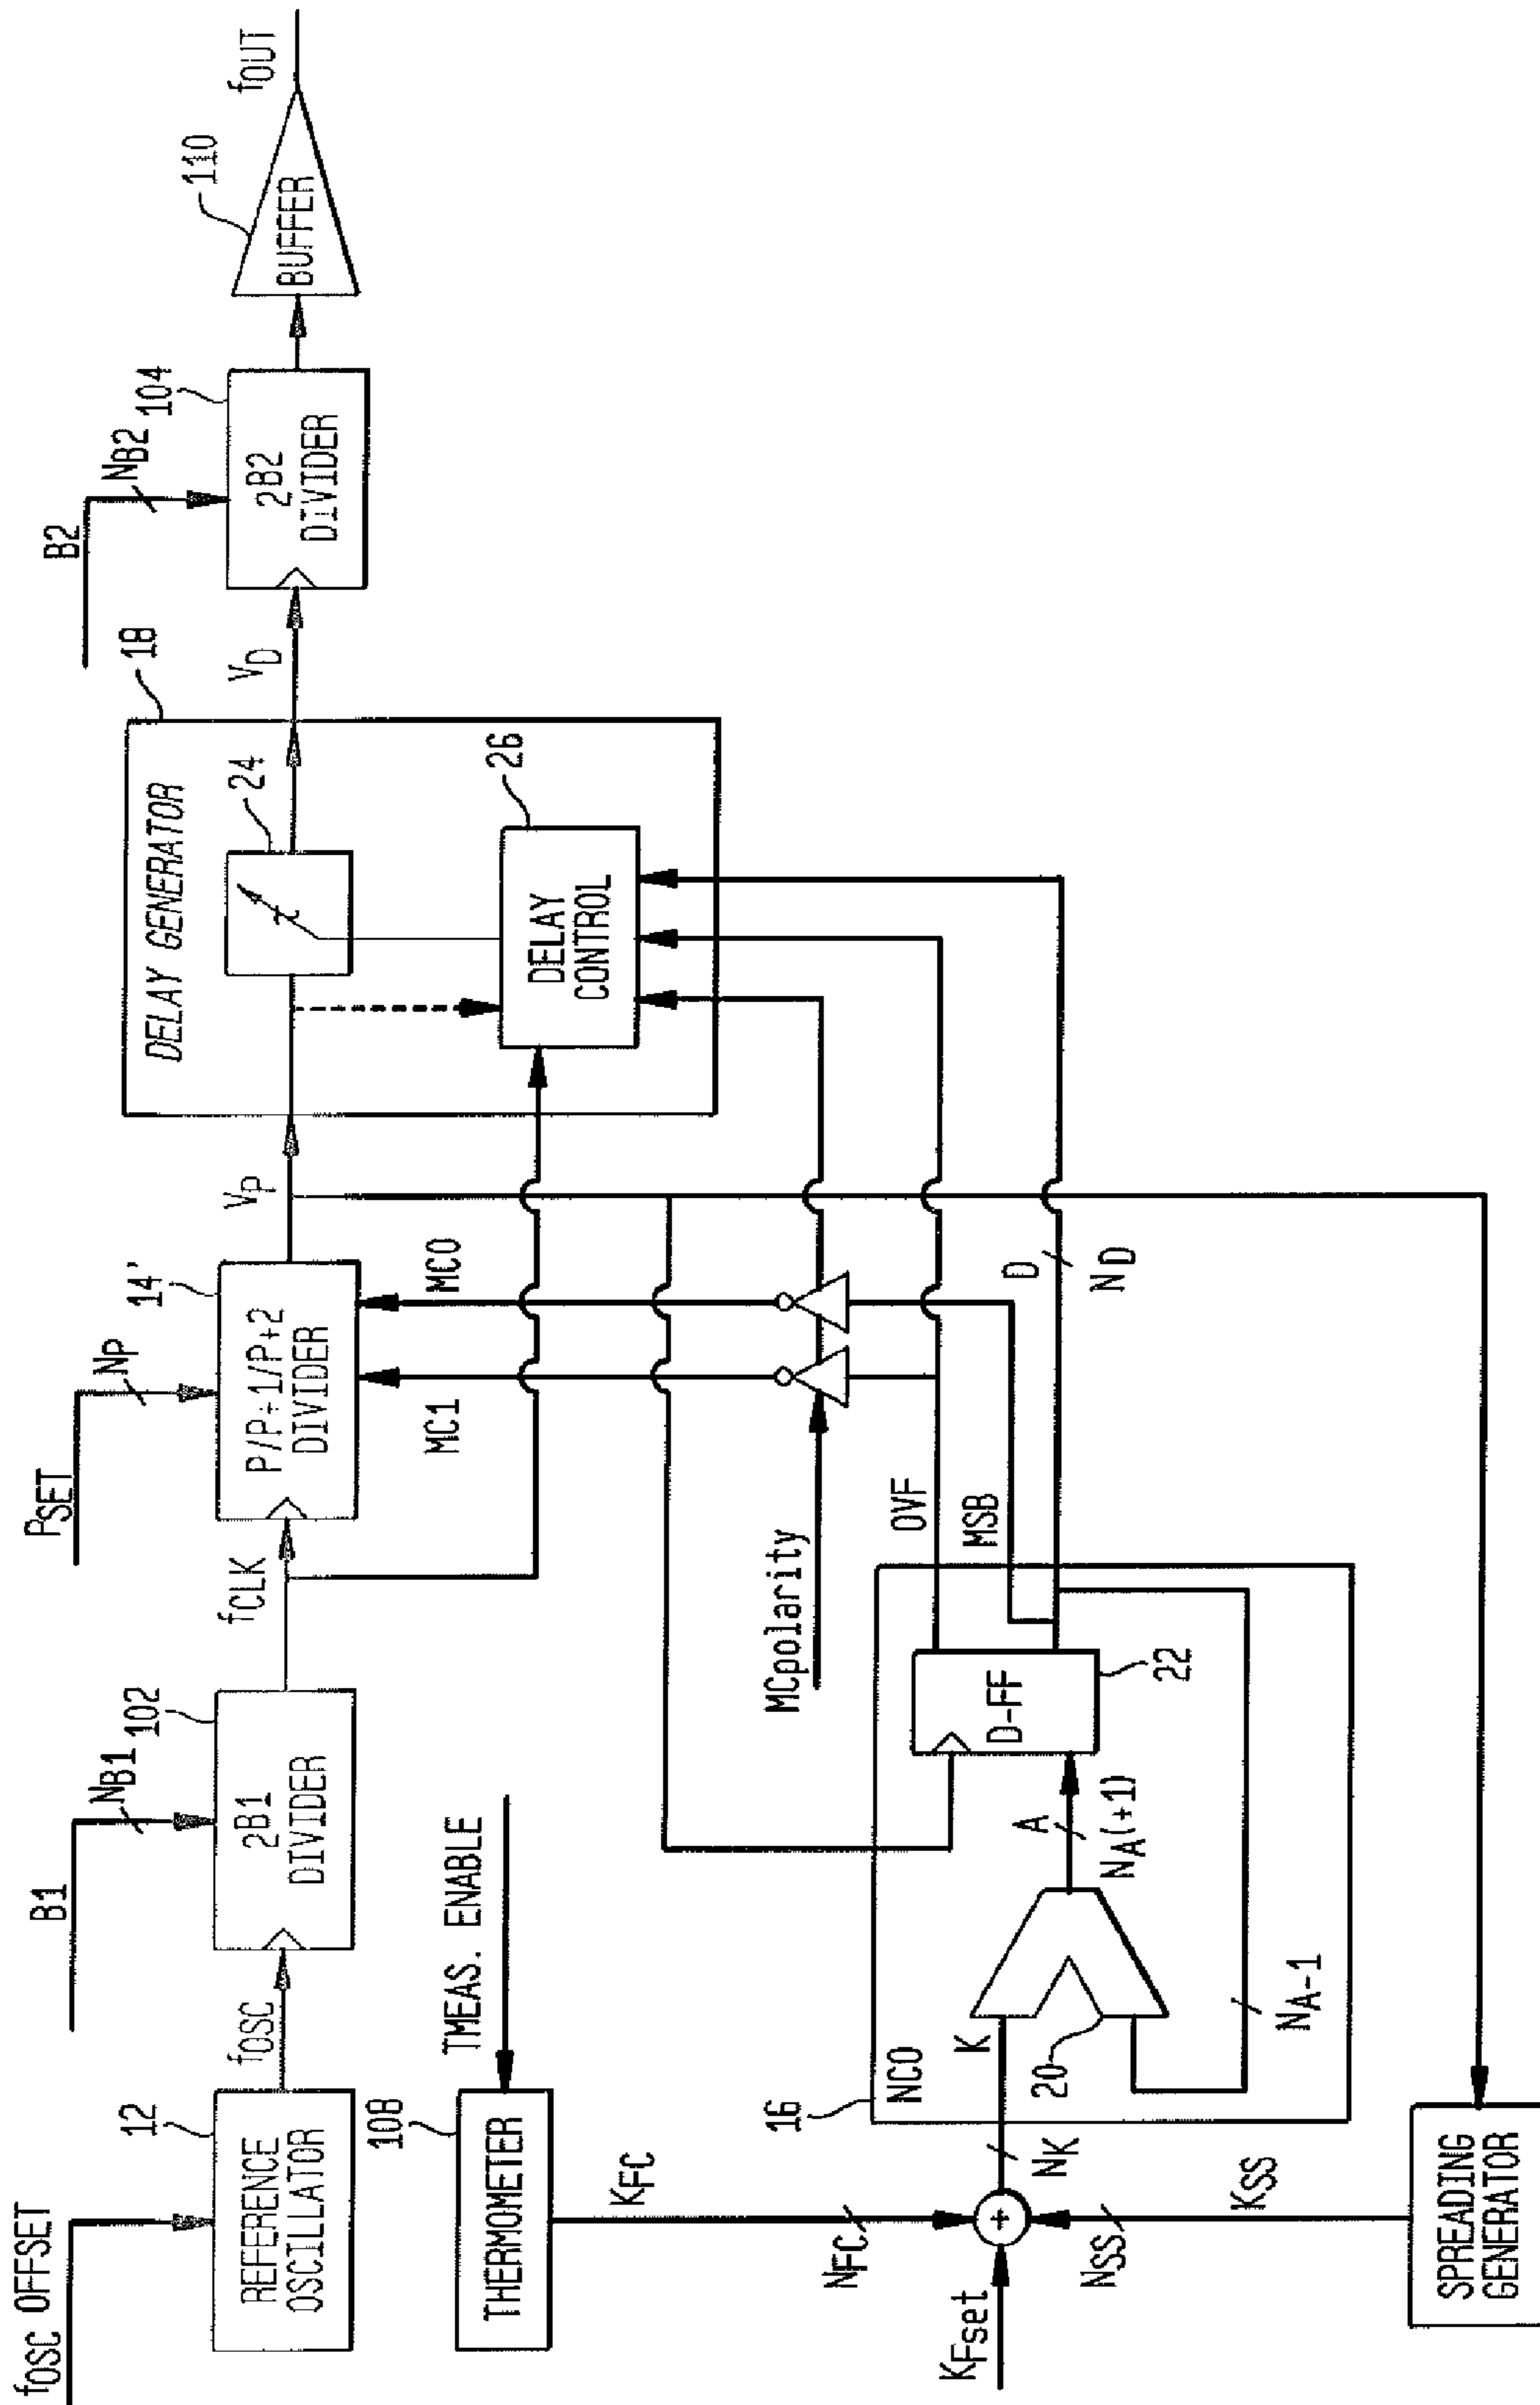 fOSC OFFSET
12
REFERENCE
OSCILLATOR
fOSC
B1
NB1
102
2B1
DIVIDER
fCLK
PSET
NP
14'
P/P+1/P+2
DIVIDER
VP
MC1
MC0
DELAY GENERATOR
18
24
τ
26
DELAY
CONTROL
VD
B2
NB2
104
2B2
DIVIDER
110
BUFFER
fOUT
TMEAS. ENABLE
108
THERMOMETER
KFC
NFC
KFset
+
NK
NSS
KSS
SPREADING
GENERATOR
16
NCO
K
20
A
NA(+1)
NA-1
D-FF
22
OVF
MSB
MCpolarity
D
ND